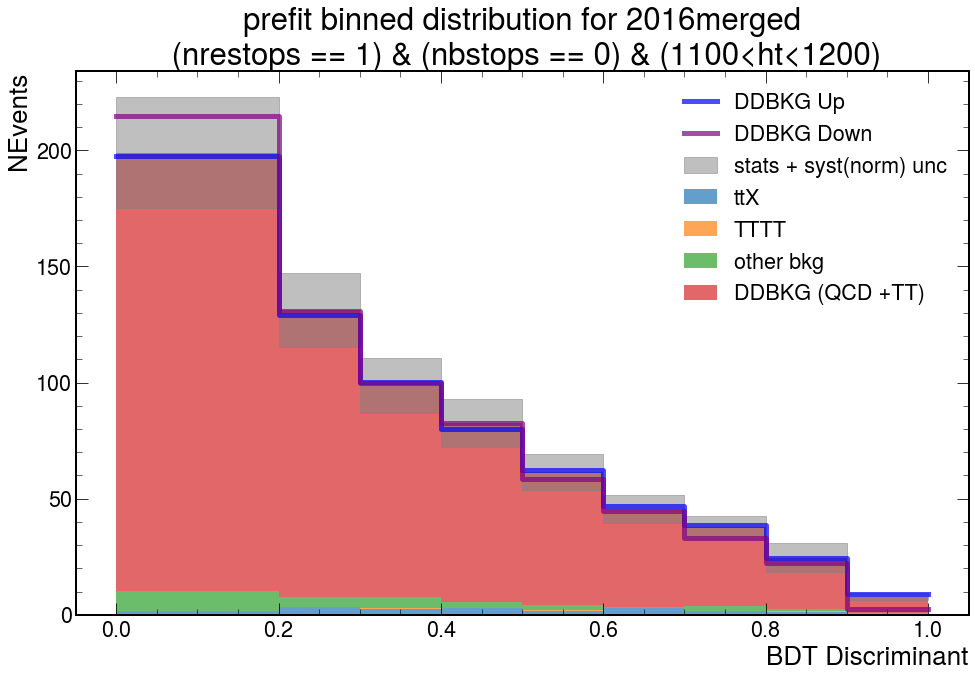 prefit binned distribution for 2016merged
(nrestops == 1) & (nbstops == 0) & (1100<ht<1200)
NEvents
200
150
100
50
0
DDBKG Up
DDBKG Down
stats + syst(norm) unc
ttX
TTTT
other bkg
DDBKG (QCD +TT)
0.0 0.2 0.4 0.6 0.8 1.0
BDT Discriminant